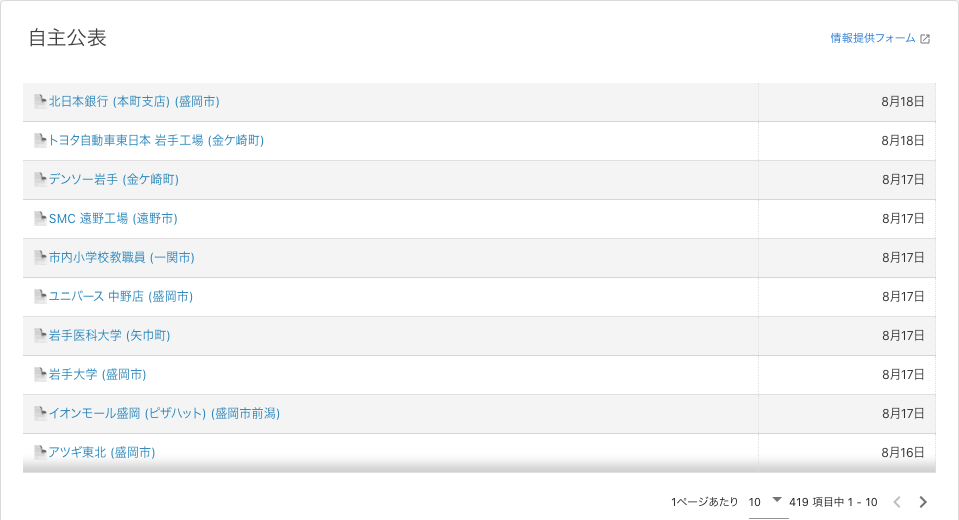 自主公表
情報提供フォーム
北日本銀行 (本町支店) (盛岡市) 8月18日
トヨタ自動車東日本 岩手工場 (金ケ崎町) 8月18日
デンソー岩手 (金ケ崎町) 8月17日
SMC 遠野工場 (遠野市) 8月17日
市内小学校教職員 (一関市) 8月17日
ユニバース 中野店 (盛岡市) 8月17日
岩手医科大学 (矢巾町) 8月17日
岩手大学 (盛岡市) 8月17日
イオンモール盛岡 (ピザハット) (盛岡市前潟) 8月17日
アツギ東北 (盛岡市) 8月16日
1ページあたり 10 419 項目中 1 - 10